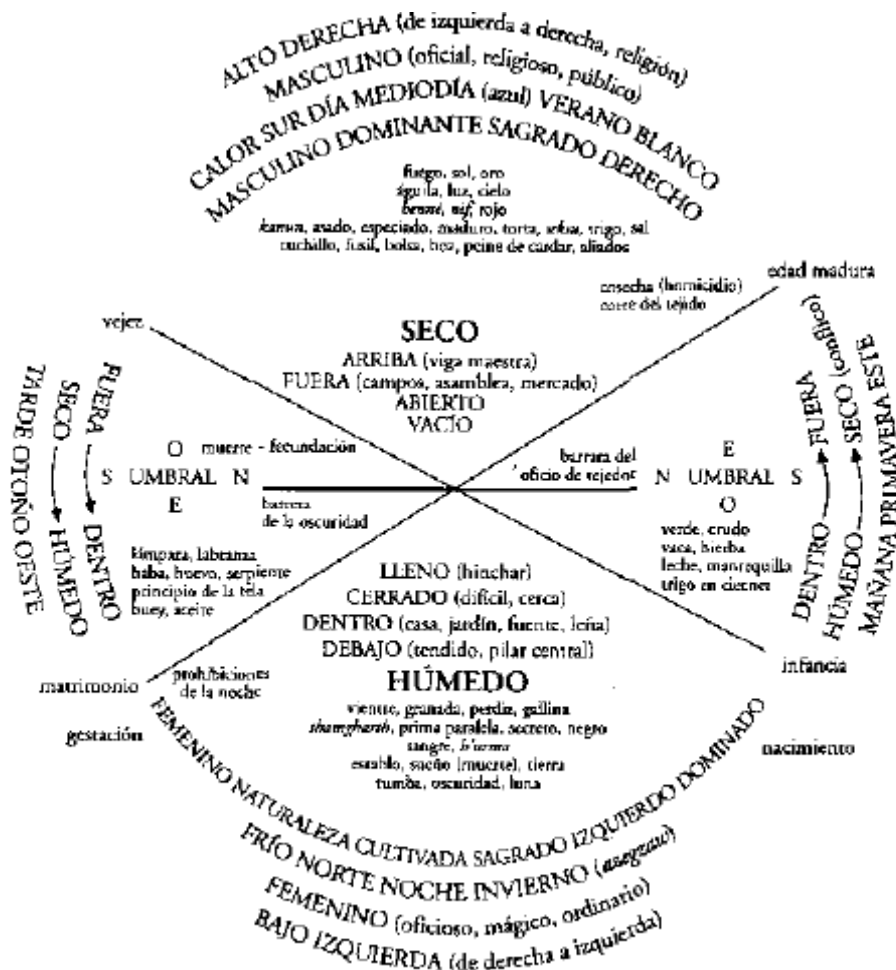 ALTO DERECHA (de izquierda a derecha, religión)
MASCULINO (oficial, religioso, público)
CALOR SUR DÍA MEDIODÍA (azul) VERANO BLANCO
MASCULINO DOMINANTE SAGRADO DERECHO
fuego, sol, oro
águila, luz, cielo
nif, rojo
asado, especiado, maduro, torta, trigo, sal
cuchillo, fusil, bolsa, hoz, peine de cardar, aliados
edad madura
cosecha (homicidio)
corte del tejido
vejez
SECO
ARRIBA (viga maestra)
FUERA (campos, asamblea, mercado)
ABIERTO
VACÍO
TARDE OTOÑO OESTE
SECO
HÚMEDO
FUERA
DENTRO
O
muerte - fecundación
S UMBRAL N
E
barrera
de la oscuridad
barrera del
oficio de tejedor
E
N UMBRAL S
O
FUERA
DENTRO
SECO (conflicto)
HÚMEDO
MAÑANA PRIMAVERA ESTE
lámpara, labranza
haba, huevo, serpiente
principio de la tela
buey, aceite
verde, crudo
vaca, hierba
leche, mantequilla
trigo en cierne
LLENO (hinchar)
CERRADO (difícil, cerca)
DENTRO (casa, jardín, fuente, leña)
DEBAJO (tendido, pilar central)
HÚMEDO
matrimonio
prohibiciones
de la noche
infancia
gestación
nacimiento
vientre, granada, perdiz, gallina
prima paralela, secreto, negro
sangre,
establo, sueño (muerte), tierra
tumba, oscuridad, luna
FEMENINO NATURALEZA CULTIVADA SAGRADO IZQUIERDO DOMINADO
FRÍO NORTE NOCHE INVIERNO
FEMENINO (oficioso, mágico, ordinario)
BAJO IZQUIERDA (de derecha a izquierda)